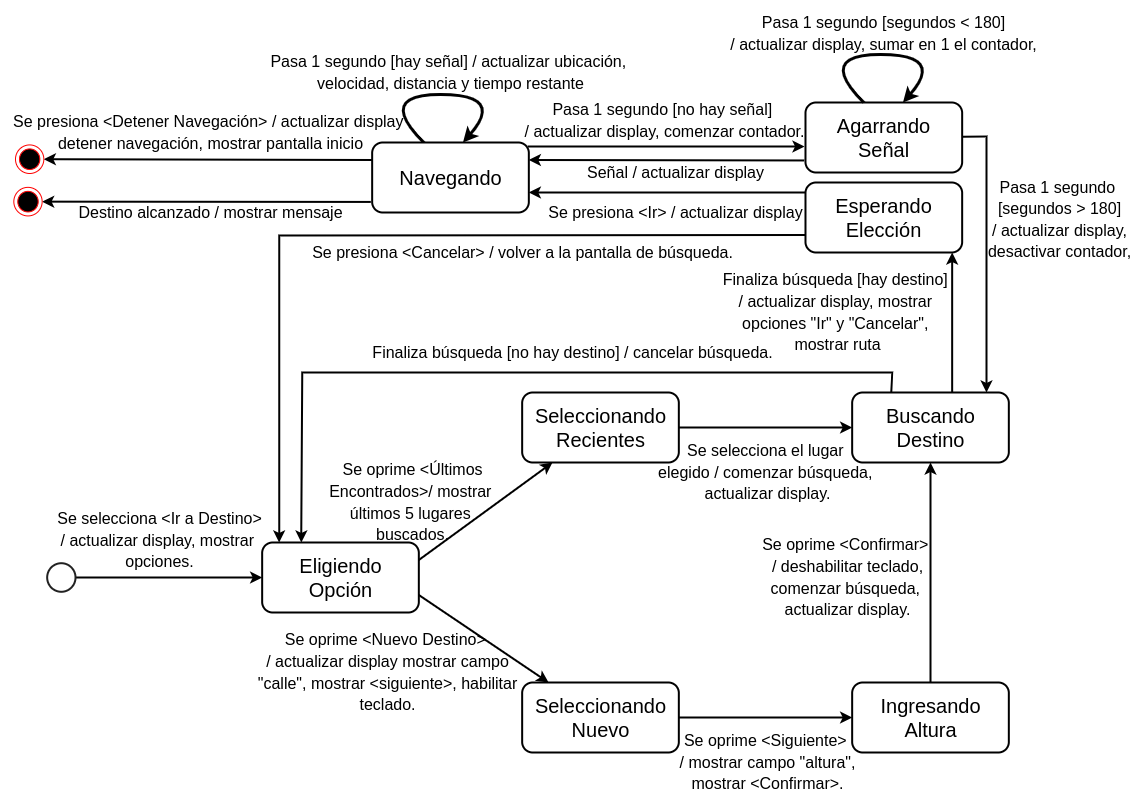 Pasa 1 segundo [segundos < 180]
/ actualizar display, sumar en 1 el contador,
Pasa 1 segundo [hay señal] / actualizar ubicación,
velocidad, distancia y tiempo restante
Pasa 1 segundo [no hay señal]
/ actualizar display, comenzar contador.
Agarrando
Señal
Se presiona <Detener Navegación> / actualizar display
detener navegación, mostrar pantalla inicio
Navegando
Señal / actualizar display
Pasa 1 segundo
[segundos > 180]
/ actualizar display,
desactivar contador,
Destino alcanzado / mostrar mensaje
Se presiona <Ir> / actualizar display
Esperando
Elección
Se presiona <Cancelar> / volver a la pantalla de búsqueda.
Finaliza búsqueda [hay destino]
/ actualizar display, mostrar
opciones "Ir" y "Cancelar",
mostrar ruta
Finaliza búsqueda [no hay destino] / cancelar búsqueda.
Seleccionando
Recientes
Buscando
Destino
Se selecciona el lugar
elegido / comenzar búsqueda,
actualizar display.
Se oprime <Últimos
Encontrados>/ mostrar
últimos 5 lugares
buscados.
Se selecciona <Ir a Destino>
/ actualizar display, mostrar
opciones.
Eligiendo
Opción
Se oprime <Confirmar>
/ deshabilitar teclado,
comenzar búsqueda,
actualizar display.
Se oprime <Nuevo Destino>
/ actualizar display mostrar campo
"calle", mostrar <siguiente>, habilitar
teclado.
Seleccionando
Nuevo
Ingresando
Altura
Se oprime <Siguiente>
/ mostrar campo "altura",
mostrar <Confirmar>.